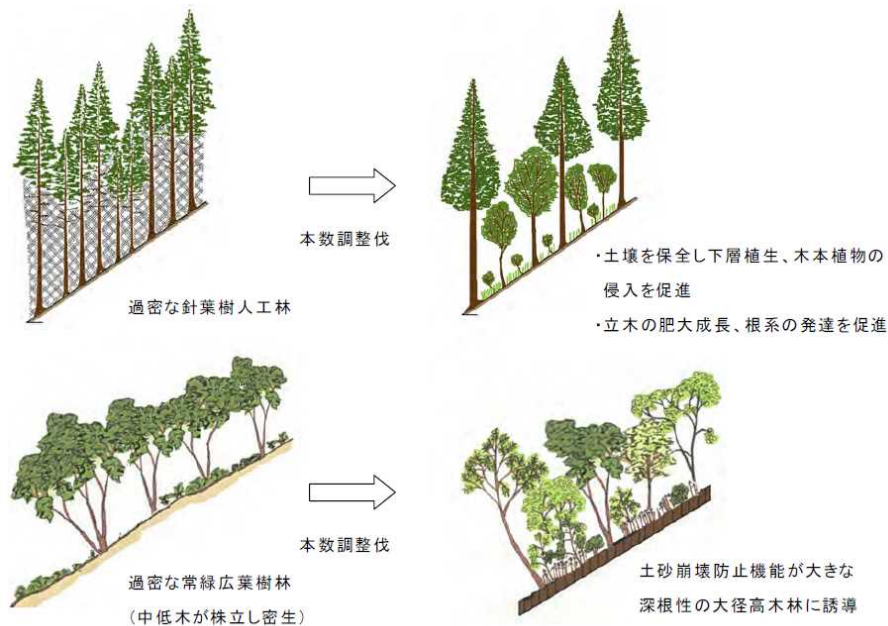 本数調整伐
過密な針葉樹人工林
・土壌を保全し下層植生、木本植物の
侵入を促進
・立木の肥大成長、根系の発達を促進
本数調整伐
過密な常緑広葉樹林
(中低木が株立し密生)
土砂崩壊防止機能が大きな
深根性の大径高木林に誘導